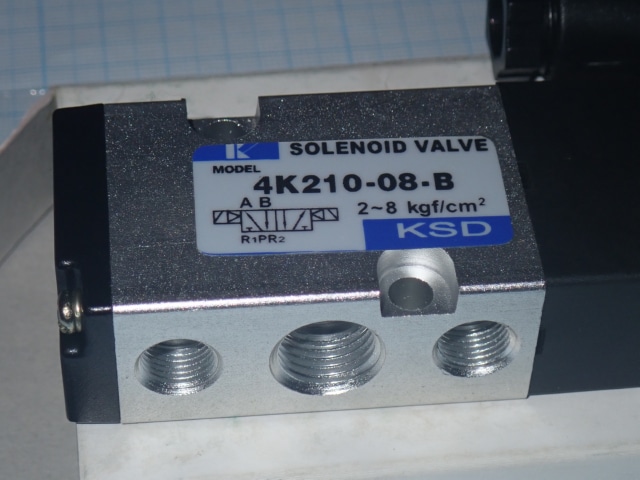 K SOLENOID VALVE
MODEL
4K210-08-B
A B
2~8 kgf/cm²
R₁PR₂
KSD